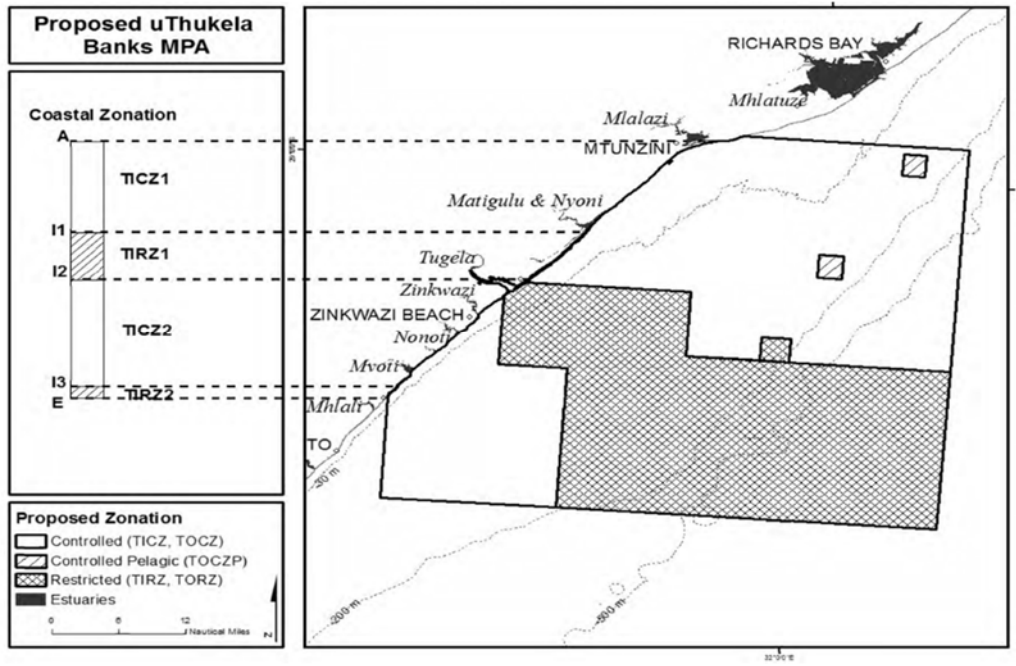 Proposed uThukela
Banks MPA
Coastal Zonation
A
TICZ1
I1
TIRZ1
I2
TICZ2
I3
TIRZ2
E
Proposed Zonation
Controlled (TICZ, TOCZ)
Controlled Pelagic (TOCZP)
Restricted (TIRZ, TORZ)
Estuaries
0 6 12
Nautical Miles
N
RICHARDS BAY
Mhlatuze
Mlalazi
MTUNZINI
Matigulu & Nyoni
Tugela
Zinkwazi
ZINKWAZI BEACH
Nonoti
Mvoti
Mhlali
TO
-30 m
-200 m
-500 m